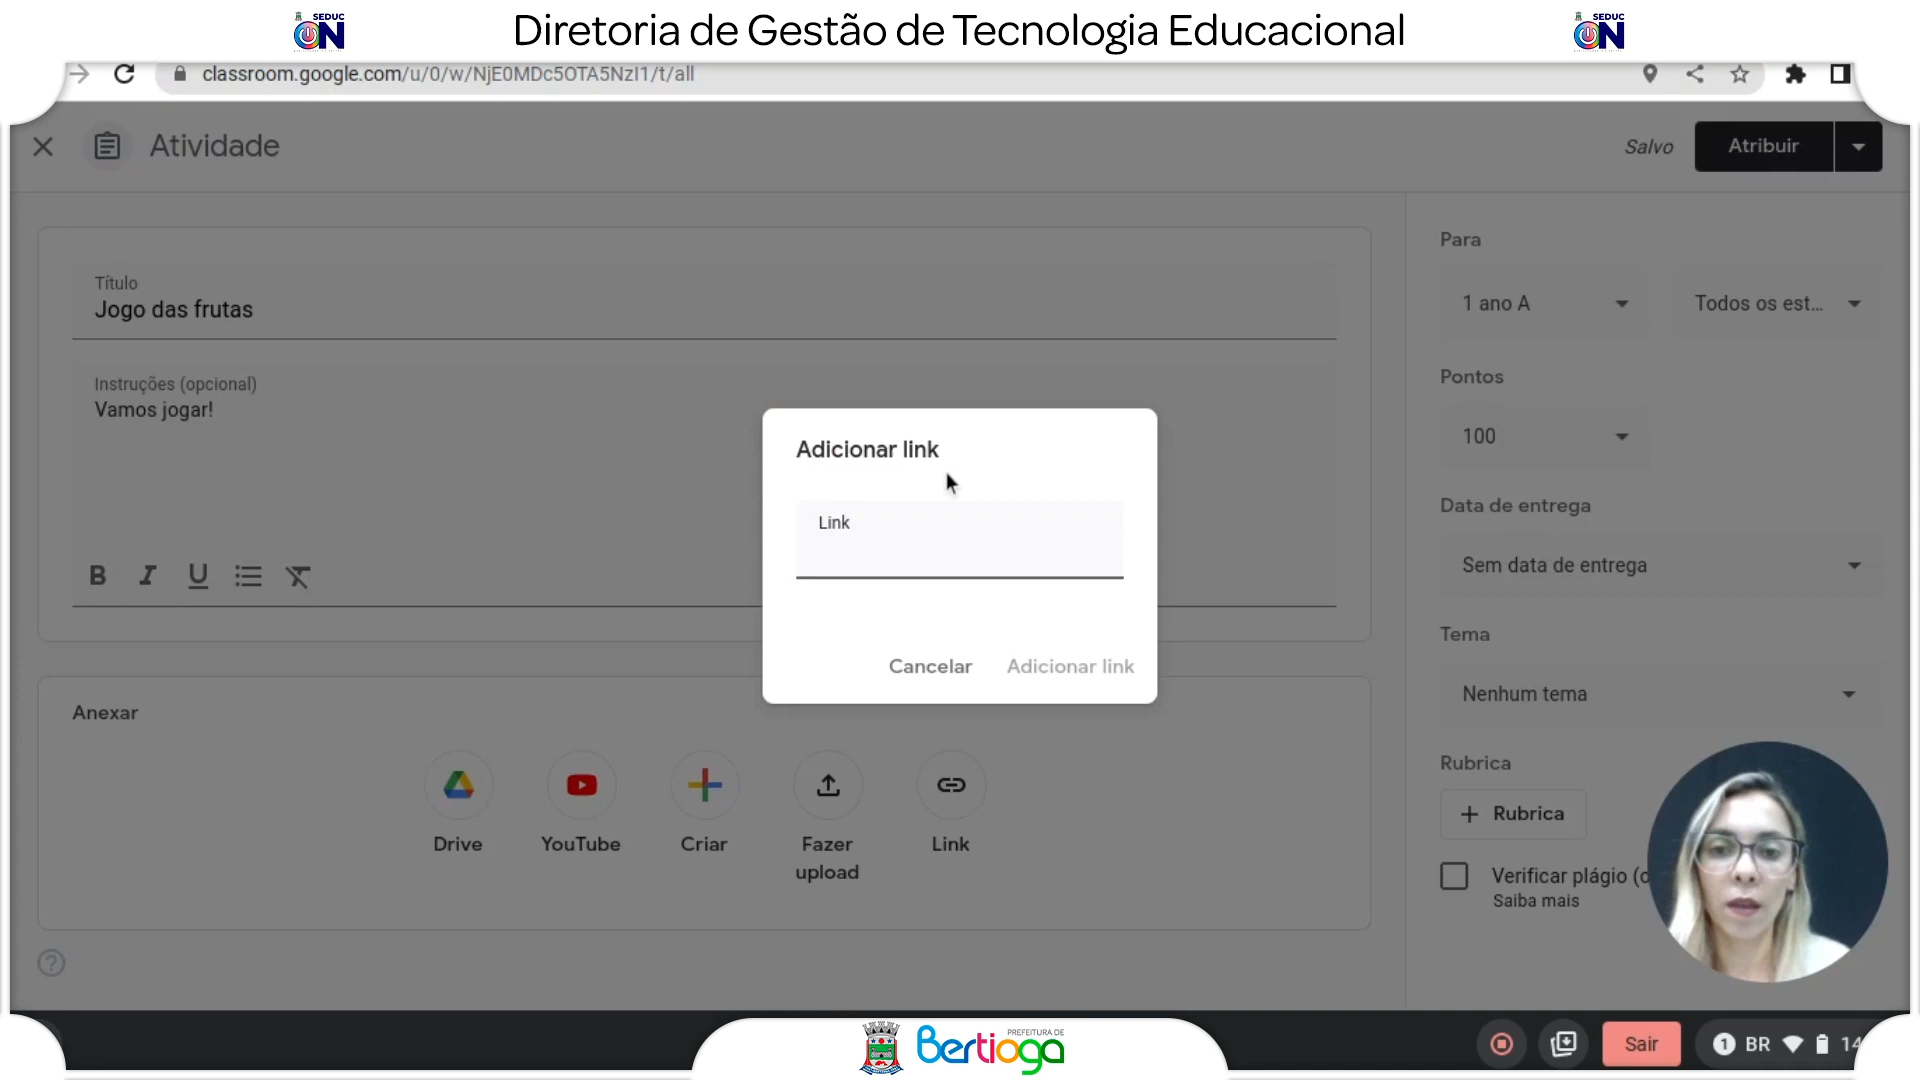 SEDUC
ON
Diretoria de Gestão de Tecnologia Educacional
SEDUC
ON
classroom.google.com/u/0/w/NjE0MDc5OTA5NzI1/t/all
Atividade
Salvo
Atribuir
Título
Jogo das frutas
Instruções (opcional)
Vamos jogar!
B I U
Para
1 ano A
Todos os est...
Pontos
100
Data de entrega
Sem data de entrega
Tema
Nenhum tema
Rubrica
+ Rubrica
Verificar plágio (o
Saiba mais
Adicionar link
Link
Cancelar
Adicionar link
Anexar
Drive
YouTube
Criar
Fazer
upload
Link
PREFEITURA DE
Bertioga
Sair
1
BR
14